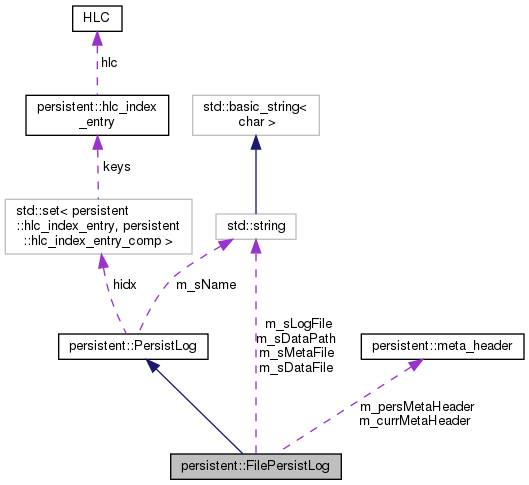 HLC
hlc
persistent::hlc_index
_entry
std::basic_string<
char >
keys
std::set< persistent
::hlc_index_entry, persistent
::hlc_index_entry_comp >
std::string
hidx
m_sName
m_sLogFile
m_sDataPath
m_sMetaFile
m_sDataFile
persistent::PersistLog
persistent::meta_header
m_persMetaHeader
m_currMetaHeader
persistent::FilePersistLog